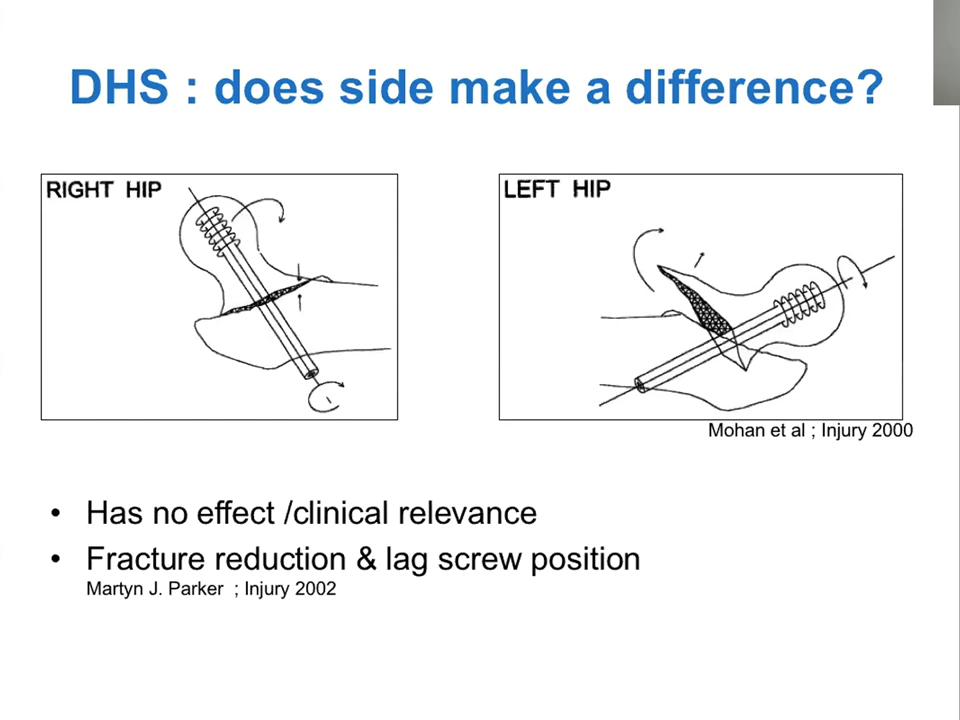 DHS : does side make a difference?
RIGHT HIP
LEFT HIP
Mohan et al ; Injury 2000
• Has no effect /clinical relevance
• Fracture reduction & lag screw position
Martyn J. Parker ; Injury 2002